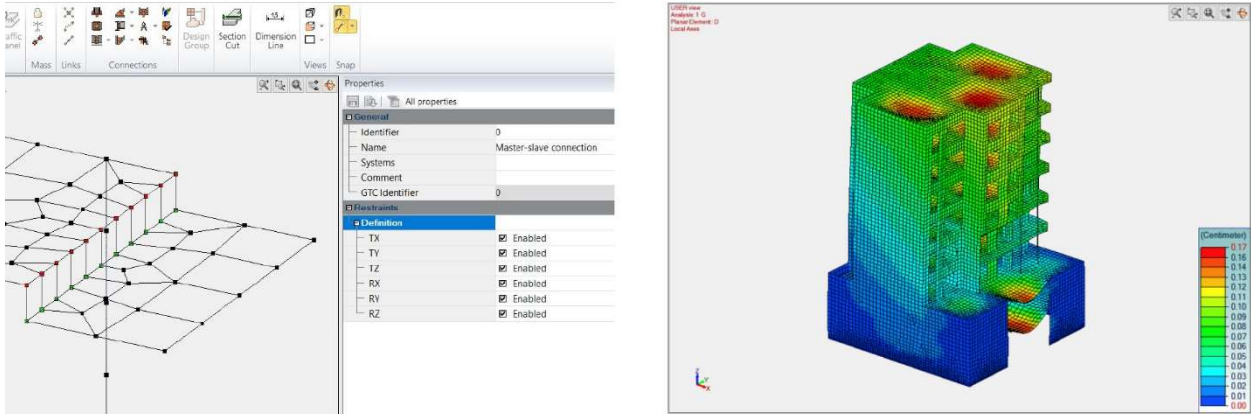 Design
Group
Section
Cut
Dimension
Line
Mass
Links
Connections
Views
Snap
Properties
All properties
General
Identifier 0
Name Master-slave connection
Systems
Comment
GTC Identifier 0
Restraints
Definition
TX Enabled
TY Enabled
TZ Enabled
RX Enabled
RY Enabled
RZ Enabled
USER view
Analysis: 1 G
Planar Element: D
Local Axes
(Centimeter)
0.17
0.16
0.14
0.13
0.12
0.11
0.10
0.09
0.08
0.07
0.06
0.05
0.04
0.03
0.02
0.01
0.00
Z
Y
X